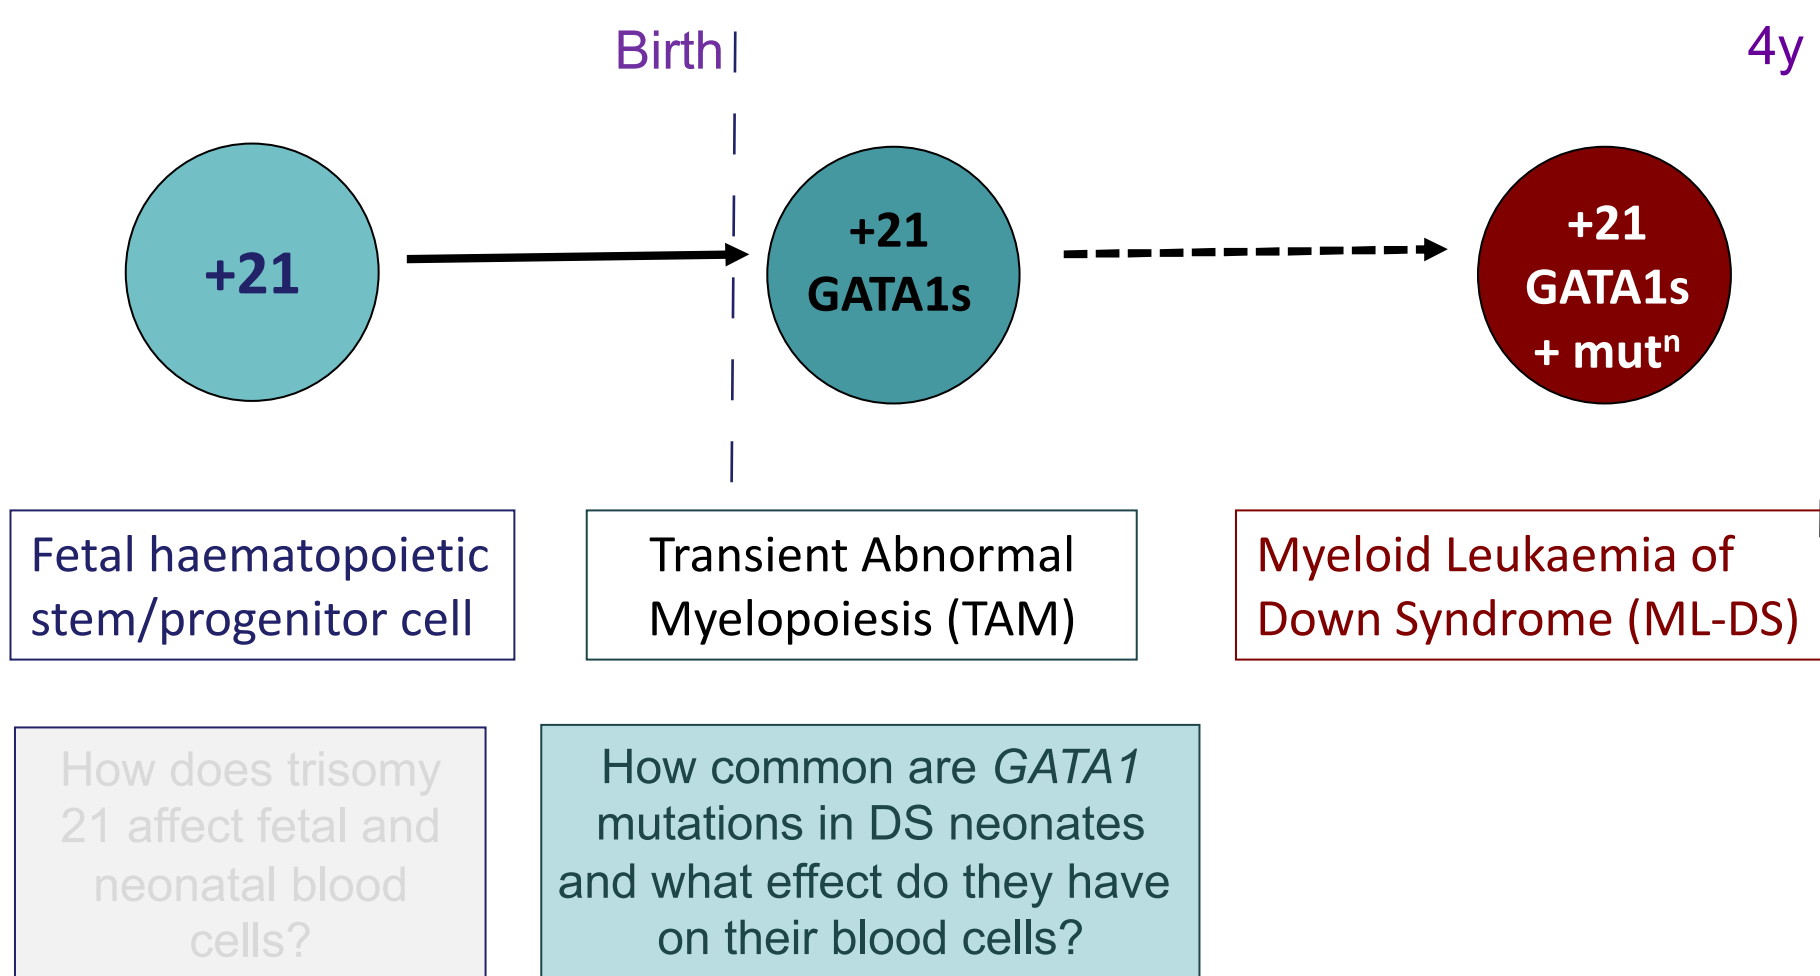 Birth
4y
+21
+21
GATA1s
+21
GATA1s
+ mutⁿ
Fetal haematopoietic
stem/progenitor cell
Transient Abnormal
Myelopoiesis (TAM)
Myeloid Leukaemia of
Down Syndrome (ML-DS)
How does trisomy
21 affect fetal and
neonatal blood
cells?
How common are GATA1
mutations in DS neonates
and what effect do they have
on their blood cells?